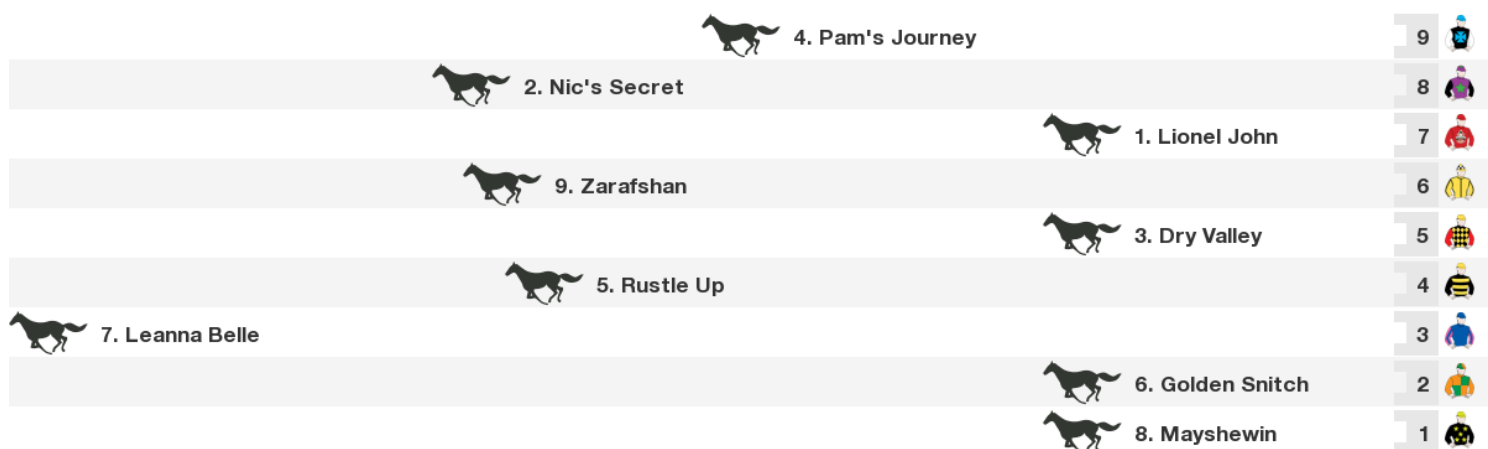 4. Pam's Journey 9
2. Nic's Secret 8
1. Lionel John 7
9. Zarafshan 6
3. Dry Valley 5
5. Rustle Up 4
7. Leanna Belle 3
6. Golden Snitch 2
8. Mayshewin 1